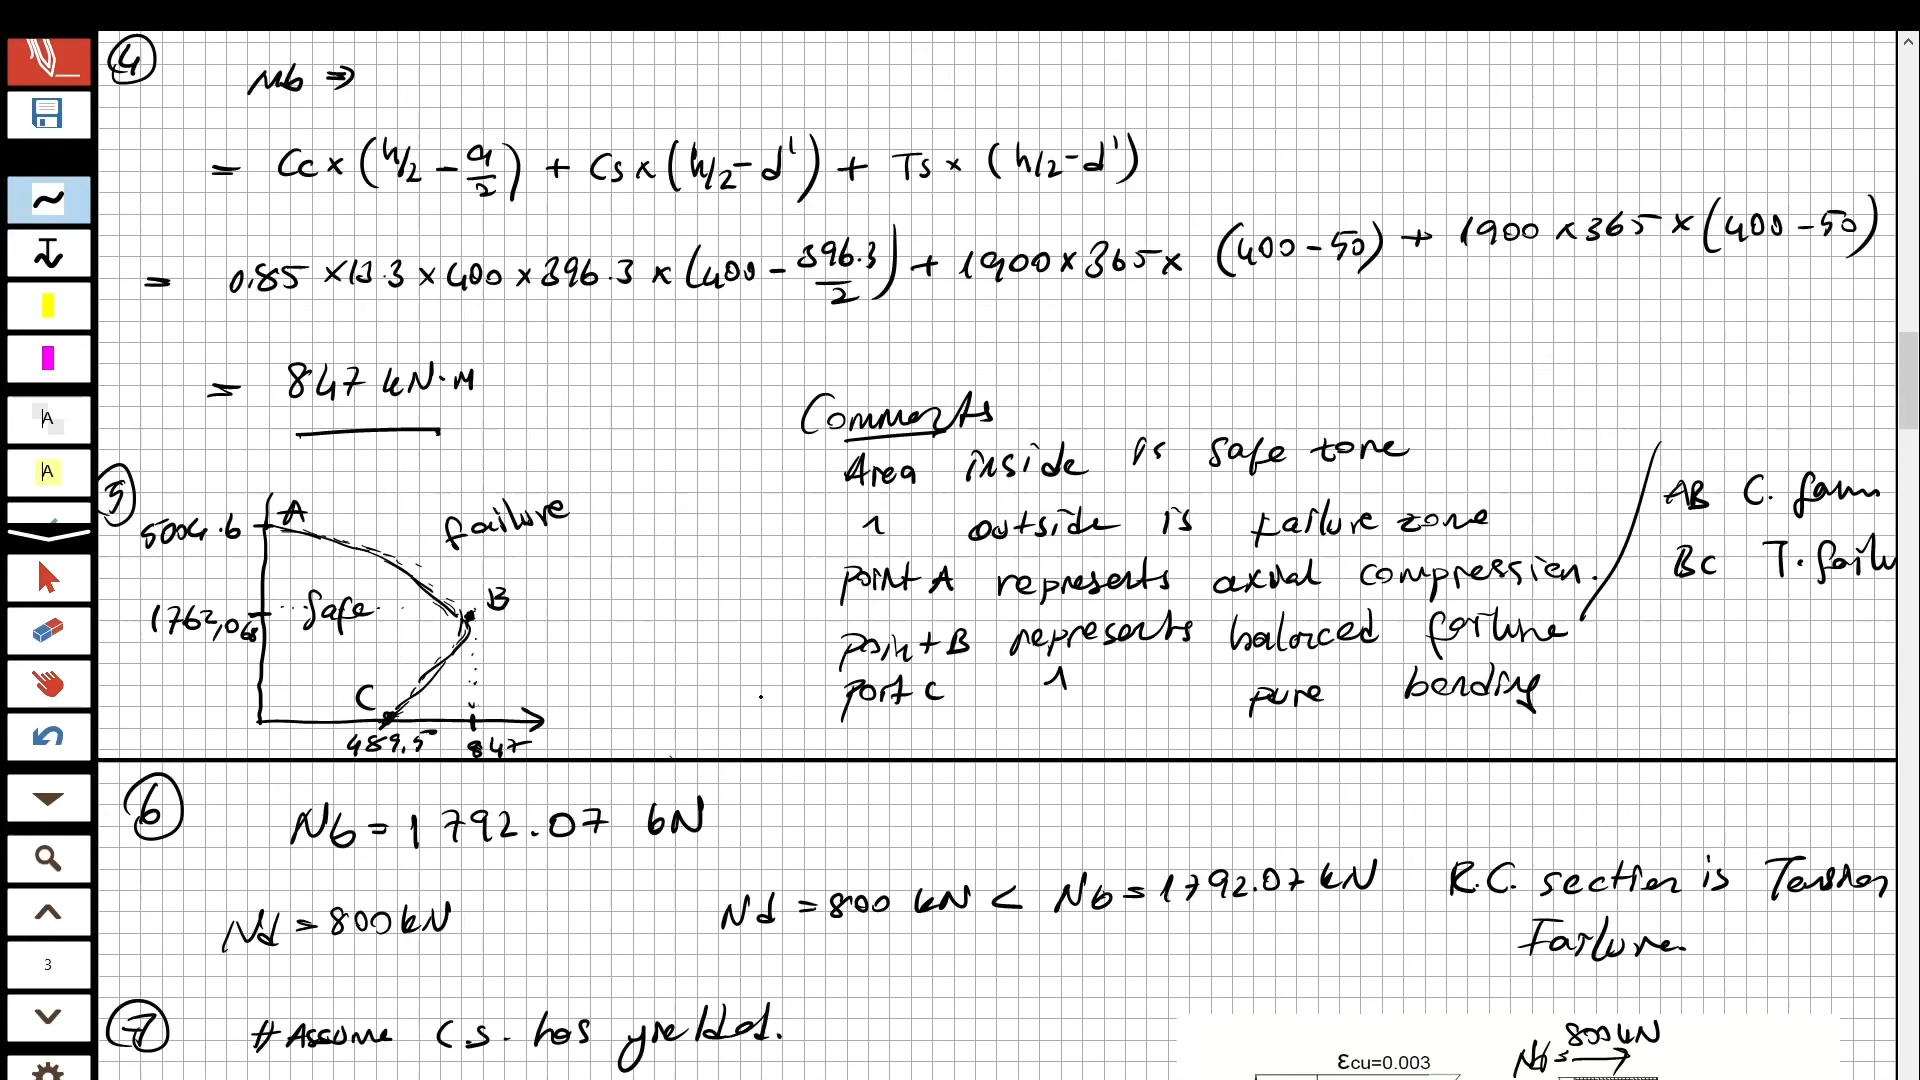 4
Nb ⇒
= Cc × (h/2 - a/2) + Cs × (h/2 - d') + Ts × (h/2 - d')
= 0.85 × 13.3 × 400 × 396.3 × (400 - 396.3/2) + 1900 × 365 × (400 - 50) + 1900 × 365 × (400 - 50)
= 847 kN.m
Comments
Area inside is safe zone
" outside is failure zone
point A represents axial compression.
point B represents balanced failure
point C " pure bending
AB C. failu
BC T. failu
5
5004.6 A failure
1762,068 Safe B
C
489,5 847
6
Nb = 1792.07 kN
Nd = 800 kN
Nd = 800 kN < Nb = 1792.07 kN R.C. section is Tension
Failure.
7
# Assume C.s. has yielded.
Nd = 800 kN
Ɛcu=0.003
A
A
3